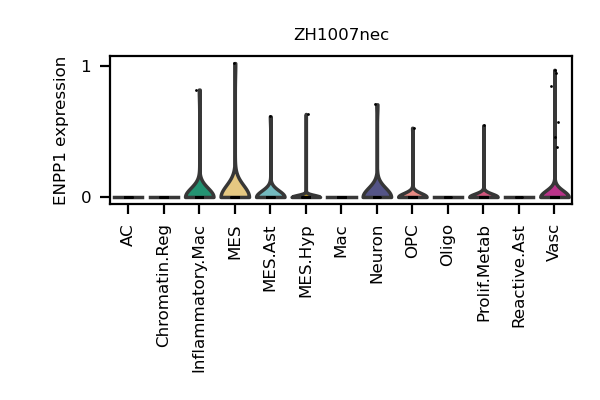 ZH1007nec
ENPP1 expression
1
0
AC
Chromatin.Reg
Inflammatory.Mac
MES
MES.Ast
MES.Hyp
Mac
Neuron
OPC
Oligo
Prolif.Metab
Reactive.Ast
Vasc